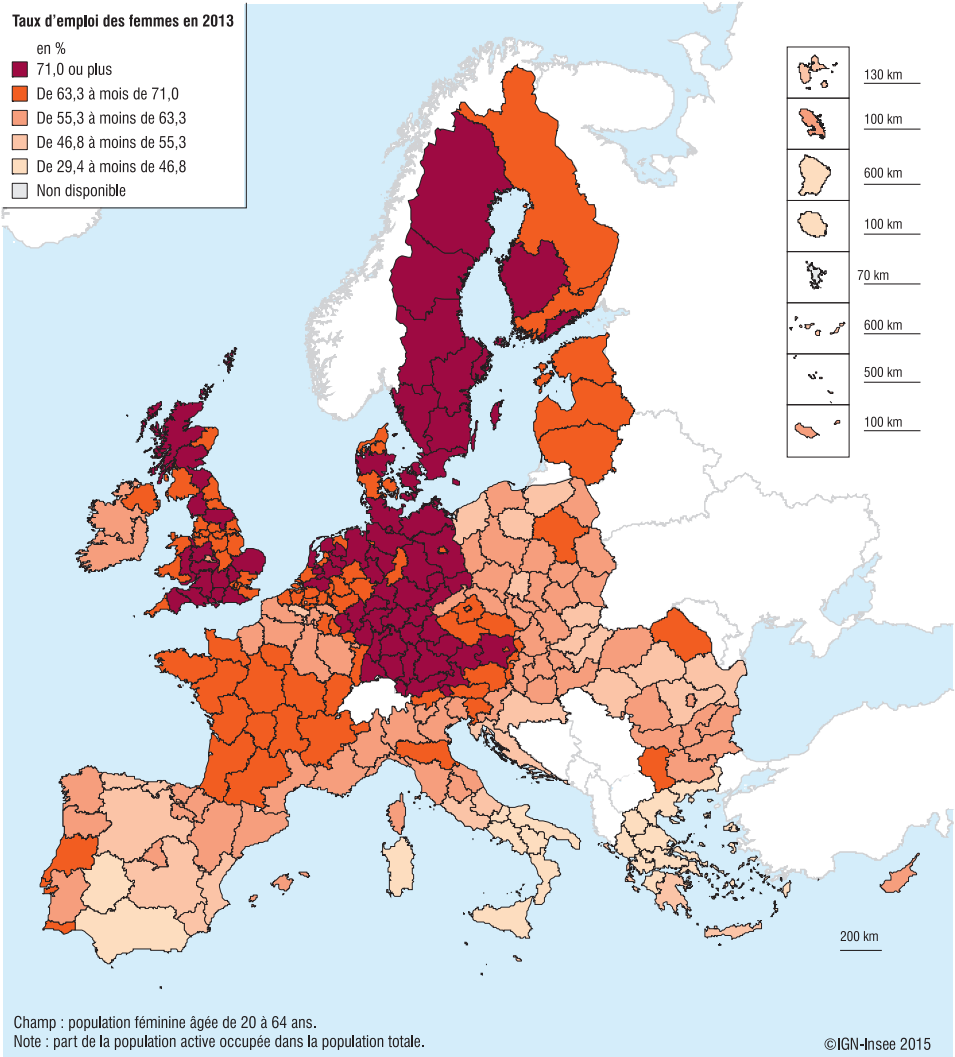 Taux d'emploi des femmes en 2013
en %
71,0 ou plus
De 63,3 à mois de 71,0
De 55,3 à moins de 63,3
De 46,8 à moins de 55,3
De 29,4 à moins de 46,8
Non disponible
130 km
100 km
600 km
100 km
70 km
600 km
500 km
100 km
200 km
Champ : population féminine âgée de 20 à 64 ans.
Note : part de la population active occupée dans la population totale.
©IGN-Insee 2015